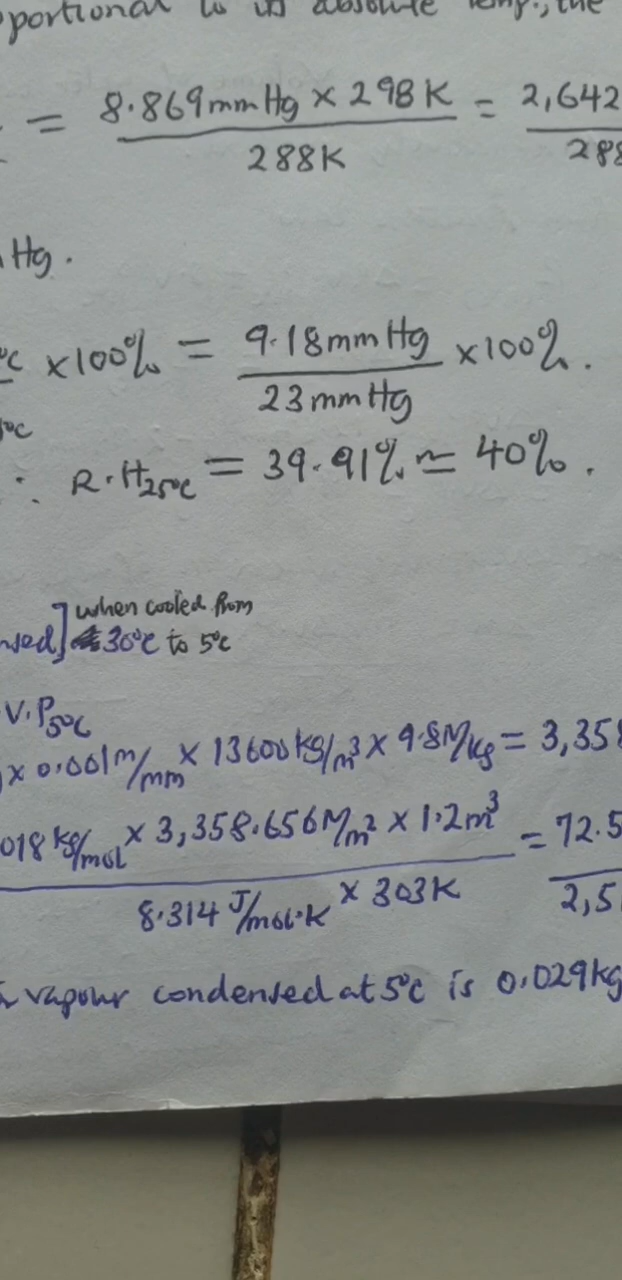 portional to its absolute temp., the
= 8.869mmHg × 298K / 288K = 2,642 / 288
Hg.
°C ×100% = 9.18mmHg / 23mmHg ×100%.
∴ R.H25°C = 39.91% ≃ 40%.
when cooled from
nsed] 30°C to 5°C
V.P5°C
× 0.001m/mm × 13600kg/m³ × 9.8N/kg = 3,358
018kg/mol × 3,358.656N/m² × 1.2m³ / 8.314 J/mol.K × 303K = 72.5 / 2,5
vapour condensed at 5°C is 0.029kg